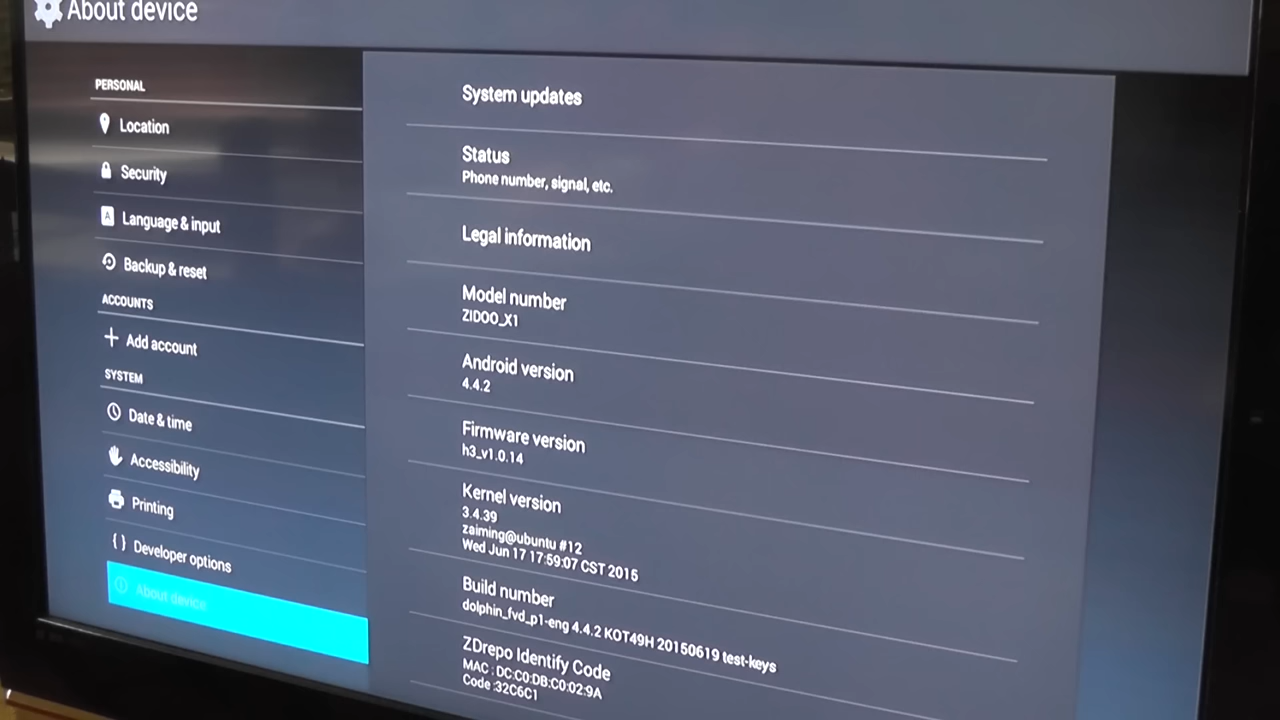 About device
PERSONAL
Location
Security
Language & input
Backup & reset
ACCOUNTS
Add account
SYSTEM
Date & time
Accessibility
Printing
Developer options
About device
System updates
Status
Phone number, signal, etc.
Legal information
Model number
ZIDOO_X1
Android version
4.4.2
Firmware version
h3_v1.0.14
Kernel version
3.4.39
zaiming@ubuntu #12
Wed Jun 17 17:59:07 CST 2015
Build number
dolphin_fvd_p1-eng 4.4.2 KOT49H 20150619 test-keys
ZDrepo Identify Code
MAC : DC:C0:DB:C0:02:9A
Code :32C6C1